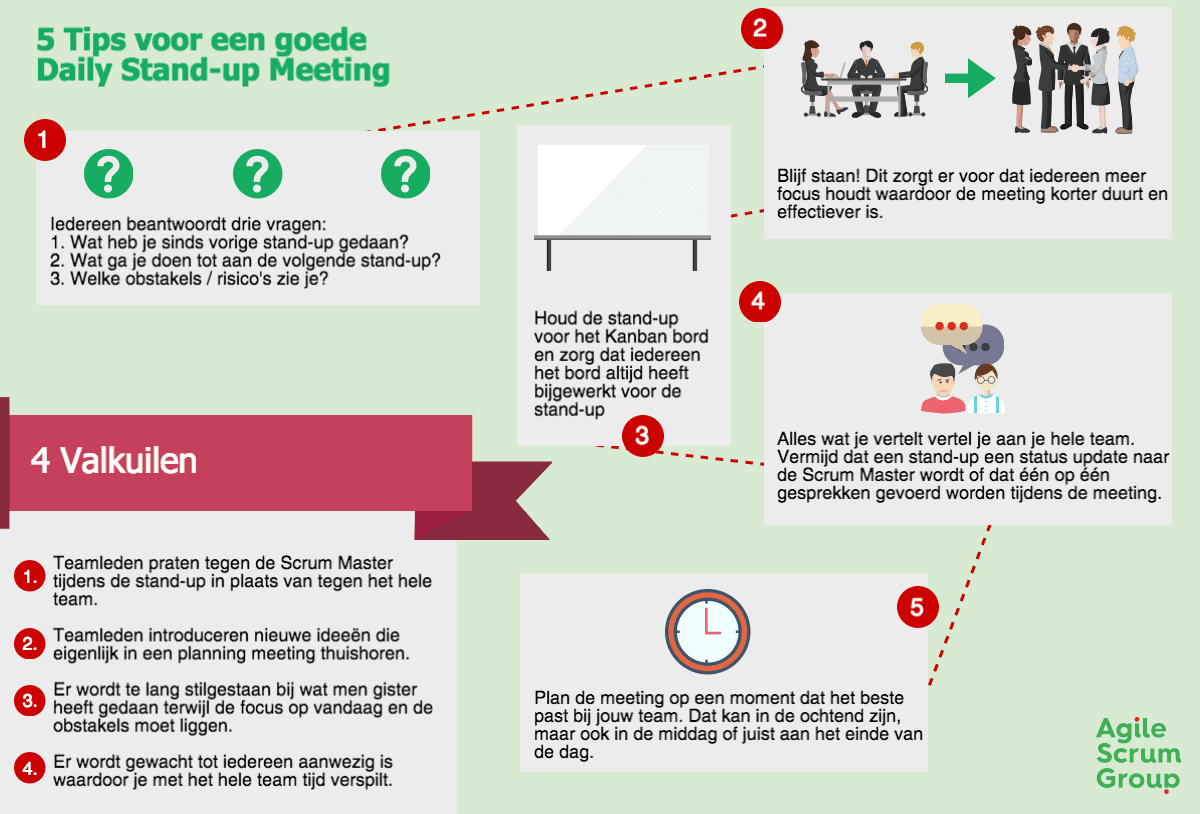 5 Tips voor een goede
Daily Stand-up Meeting
1
? ? ?
Iedereen beantwoordt drie vragen:
1. Wat heb je sinds vorige stand-up gedaan?
2. Wat ga je doen tot aan de volgende stand-up?
3. Welke obstakels / risico's zie je?
2
Blijf staan! Dit zorgt er voor dat iedereen meer
focus houdt waardoor de meeting korter duurt en
effectiever is.
Houd de stand-up
voor het Kanban bord
en zorg dat iedereen
het bord altijd heeft
bijgewerkt voor de
stand-up
3
4
Alles wat je vertelt vertel je aan je hele team.
Vermijd dat een stand-up een status update naar
de Scrum Master wordt of dat één op één
gesprekken gevoerd worden tijdens de meeting.
5
Plan de meeting op een moment dat het beste
past bij jouw team. Dat kan in de ochtend zijn,
maar ook in de middag of juist aan het einde van
de dag.
4 Valkuilen
1. Teamleden praten tegen de Scrum Master
tijdens de stand-up in plaats van tegen het hele
team.
2. Teamleden introduceren nieuwe ideeën die
eigenlijk in een planning meeting thuishoren.
3. Er wordt te lang stilgestaan bij wat men gister
heeft gedaan terwijl de focus op vandaag en de
obstakels moet liggen.
4. Er wordt gewacht tot iedereen aanwezig is
waardoor je met het hele team tijd verspilt.
Agile
Scrum
Group